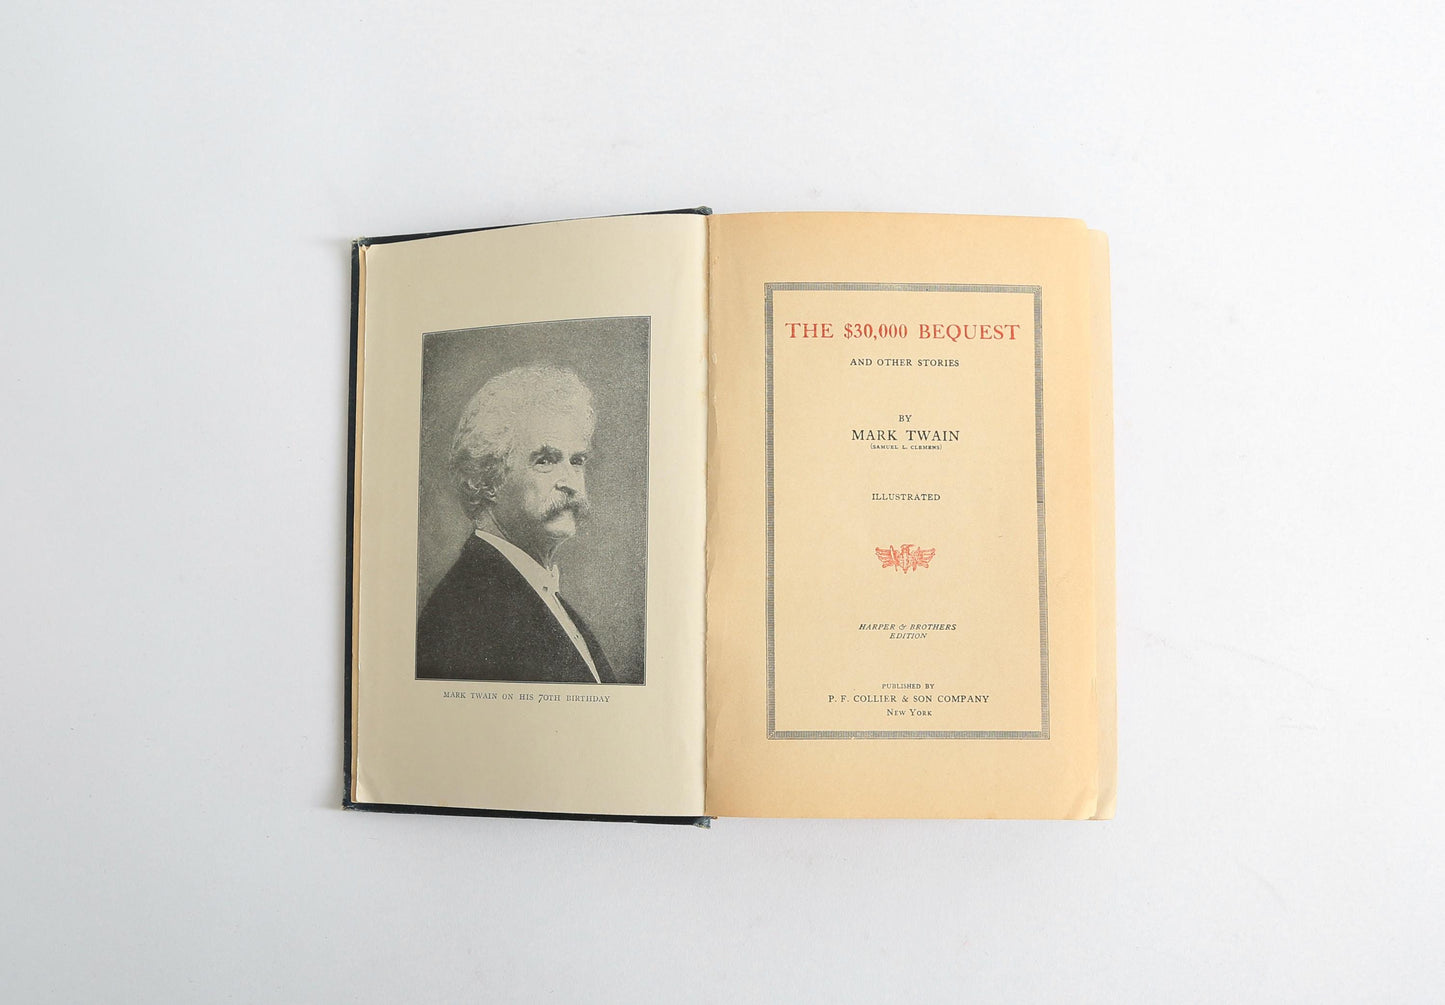 MARK TWAIN ON HIS 70TH BIRTHDAY
THE $30,000 BEQUEST
AND OTHER STORIES
BY
MARK TWAIN
(SAMUEL L. CLEMENS)
ILLUSTRATED
HARPER & BROTHERS
EDITION
PUBLISHED BY
P. F. COLLIER & SON COMPANY
NEW YORK